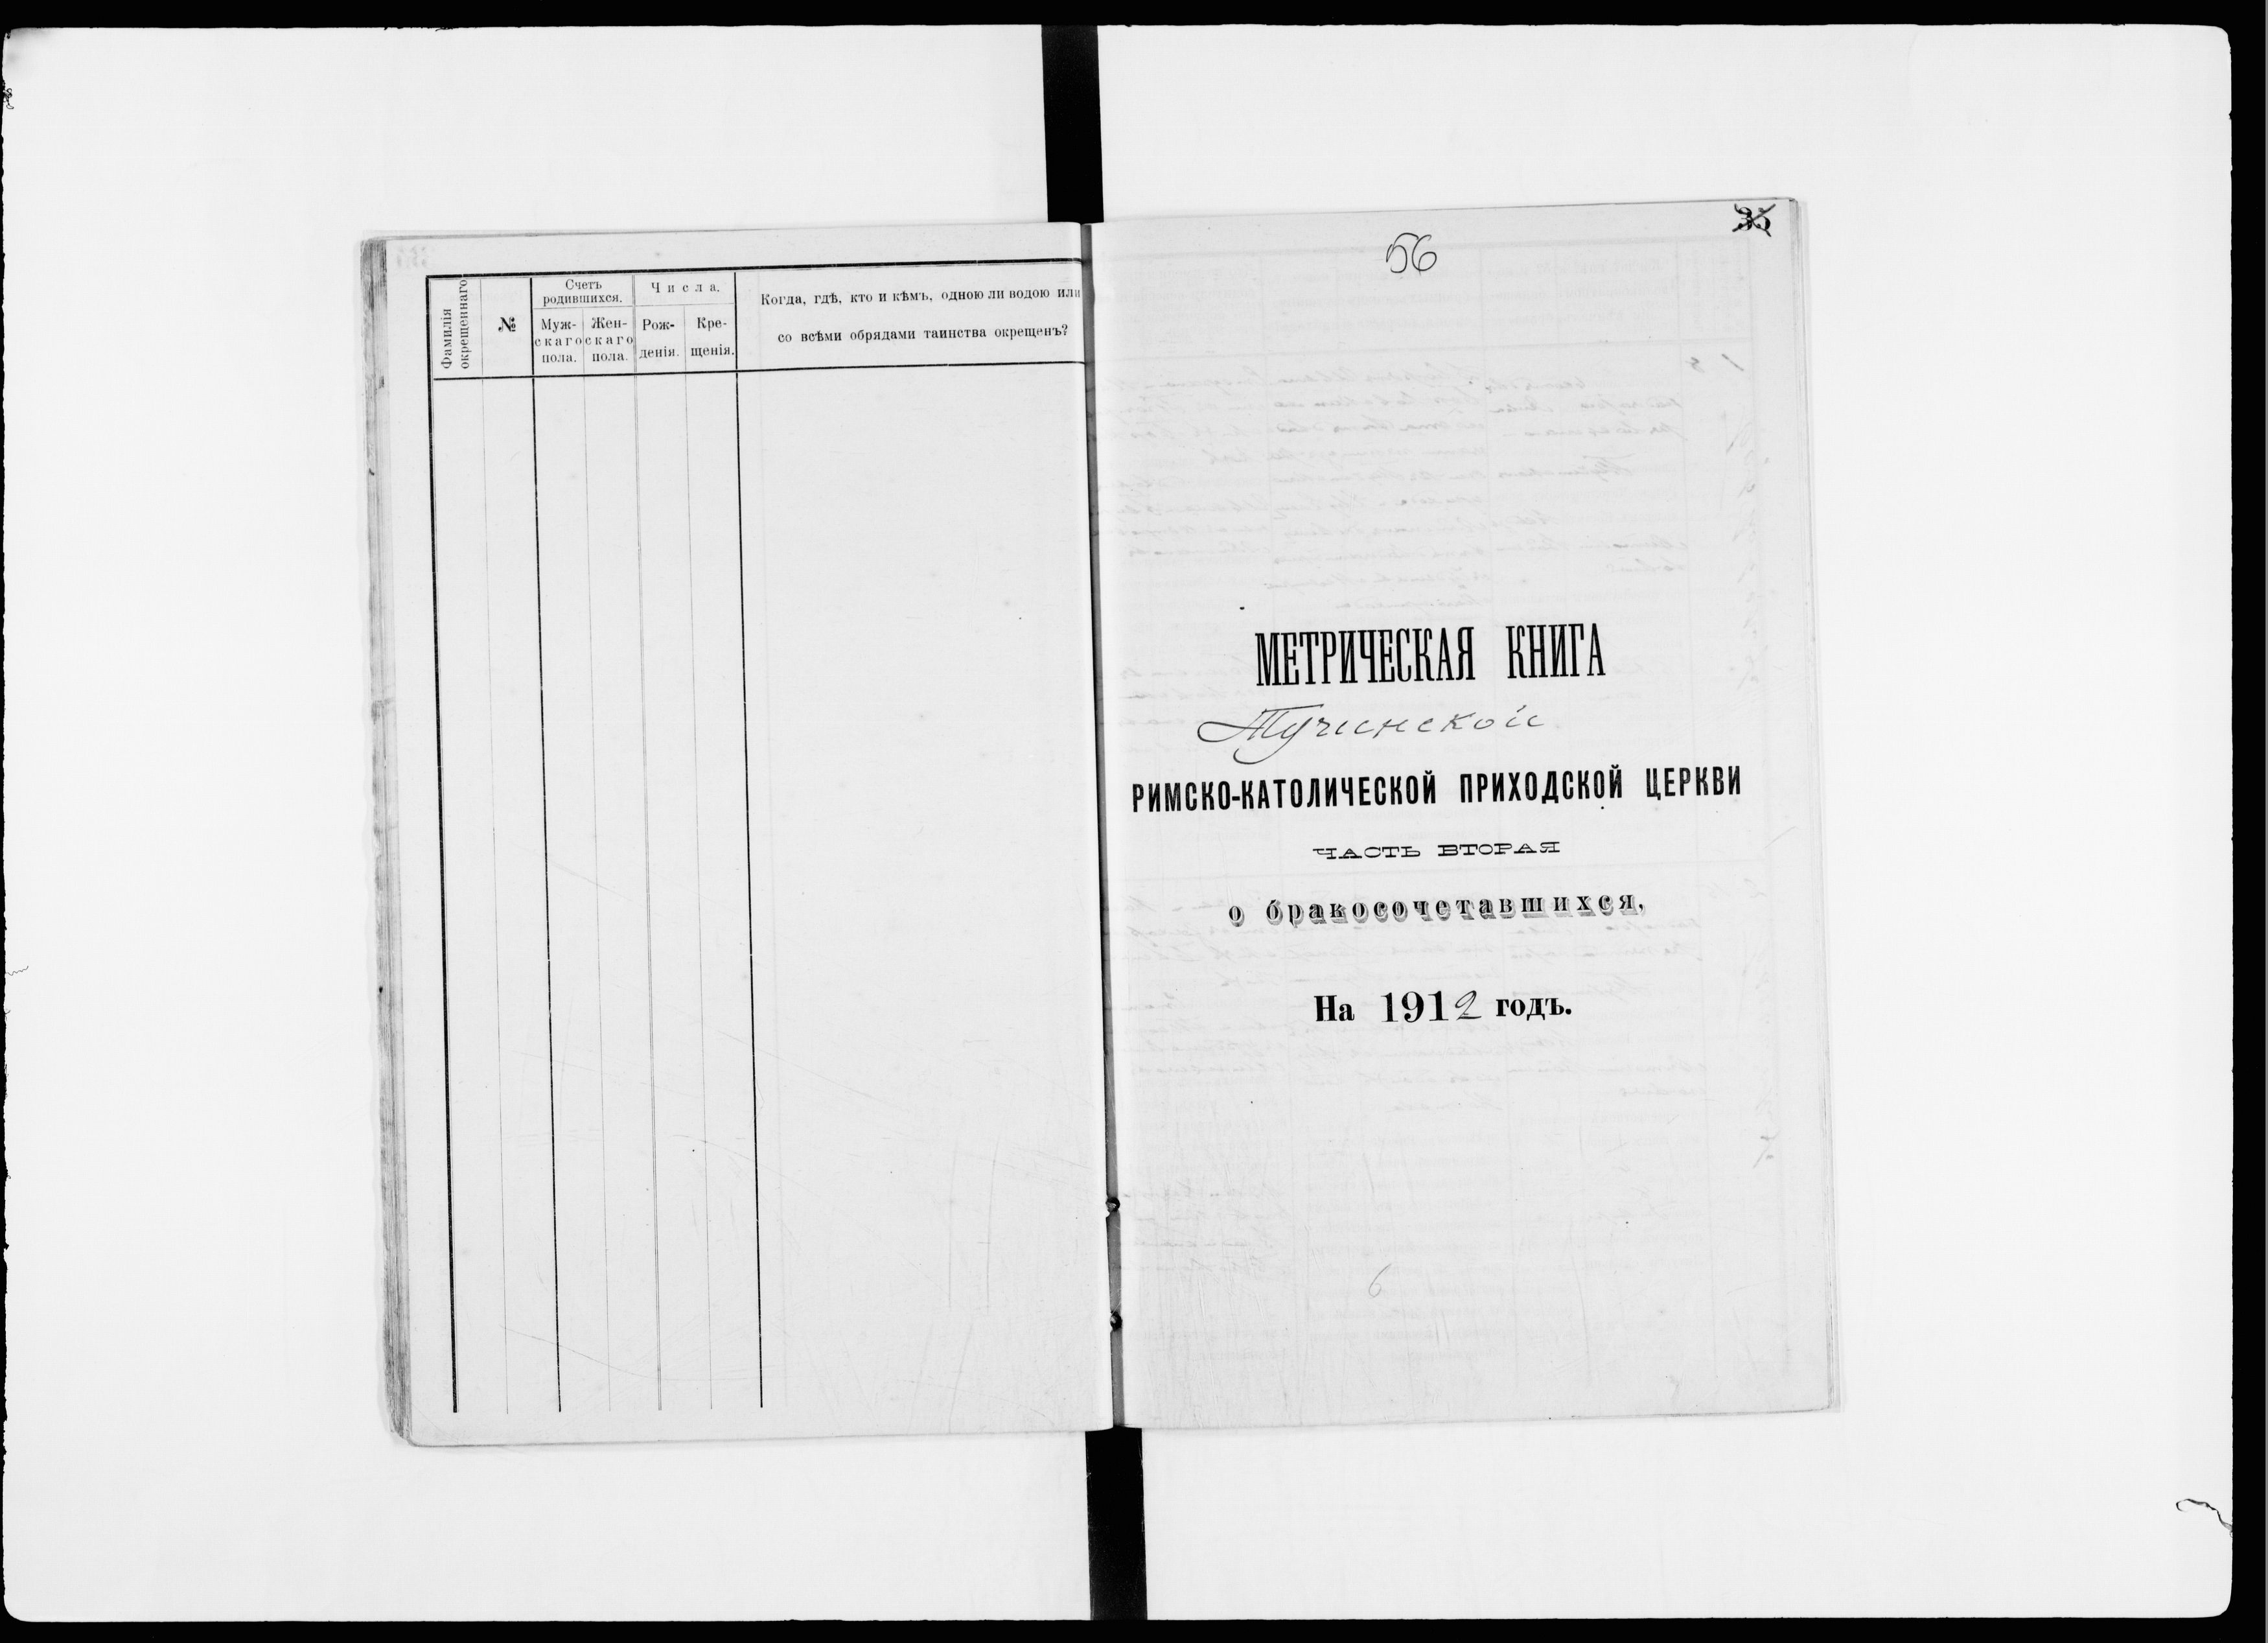 Фамилія окрещеннаго
№
Счетъ родившихся.
Муж-скаго пола.
Жен-скаго пола.
Числа.
Рож-денія.
Кре-щенія.
Когда, гдѣ, кто и кѣмъ, одною ли водою или
со всѣми обрядами таинства окрещенъ?
35
56
МЕТРИЧЕСКАЯ КНИГА
Тучинской
РИМСКО-КАТОЛИЧЕСКОЙ ПРИХОДСКОЙ ЦЕРКВИ
ЧАСТЬ ВТОРАЯ
о бракосочетавшихся,
На 1912 годъ.
6